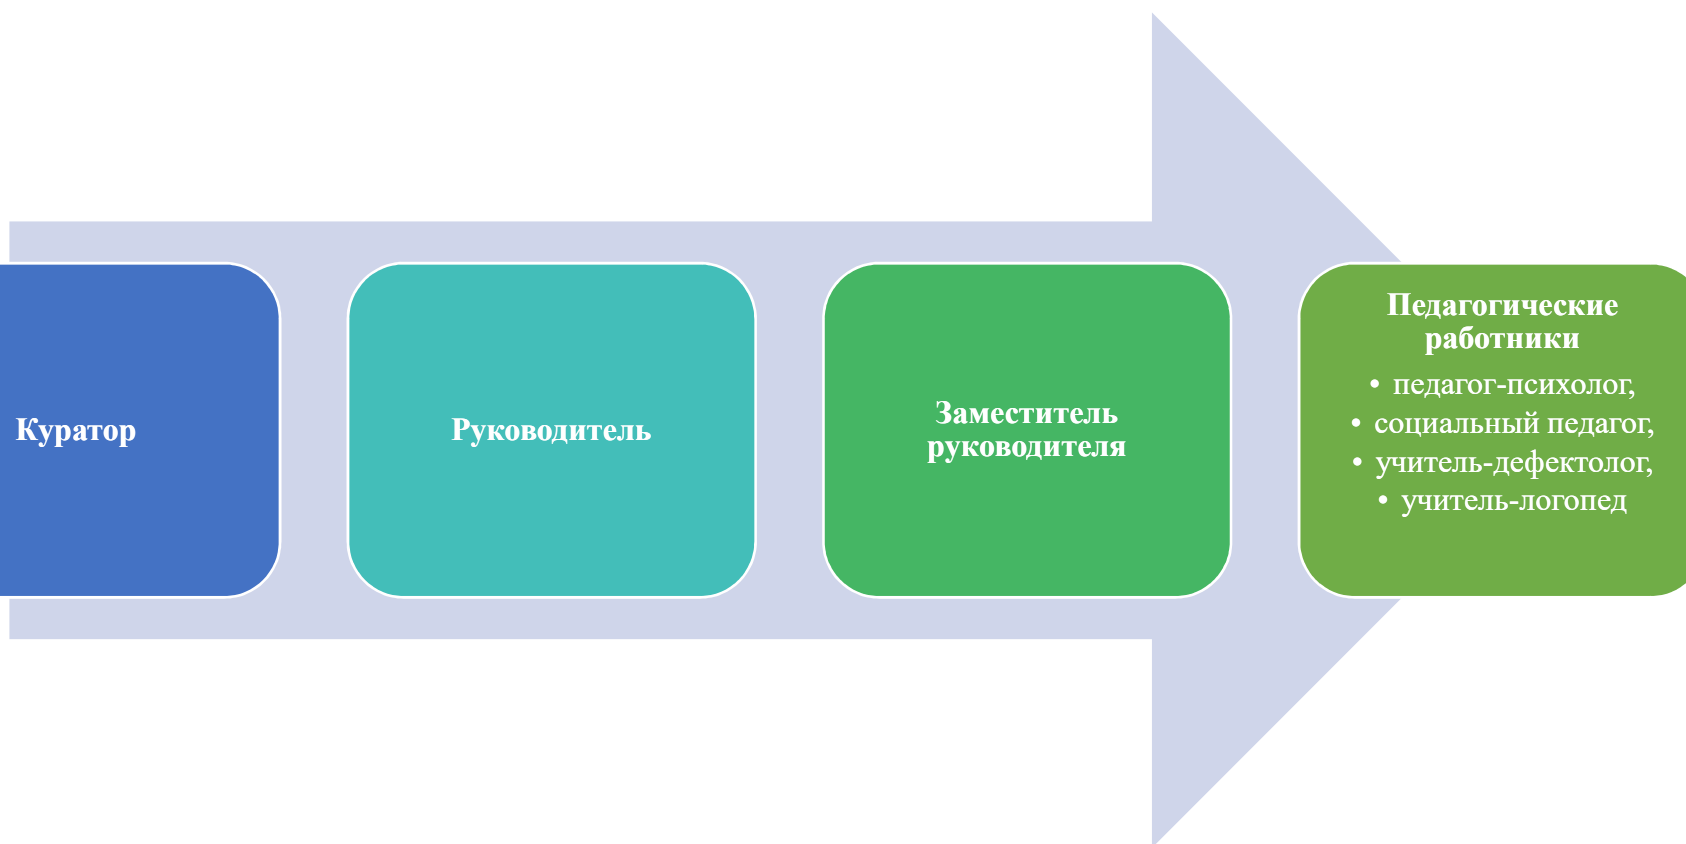 Куратор
Руководитель
Заместитель
руководителя
Педагогические
работники
• педагог-психолог,
• социальный педагог,
• учитель-дефектолог,
• учитель-логопед